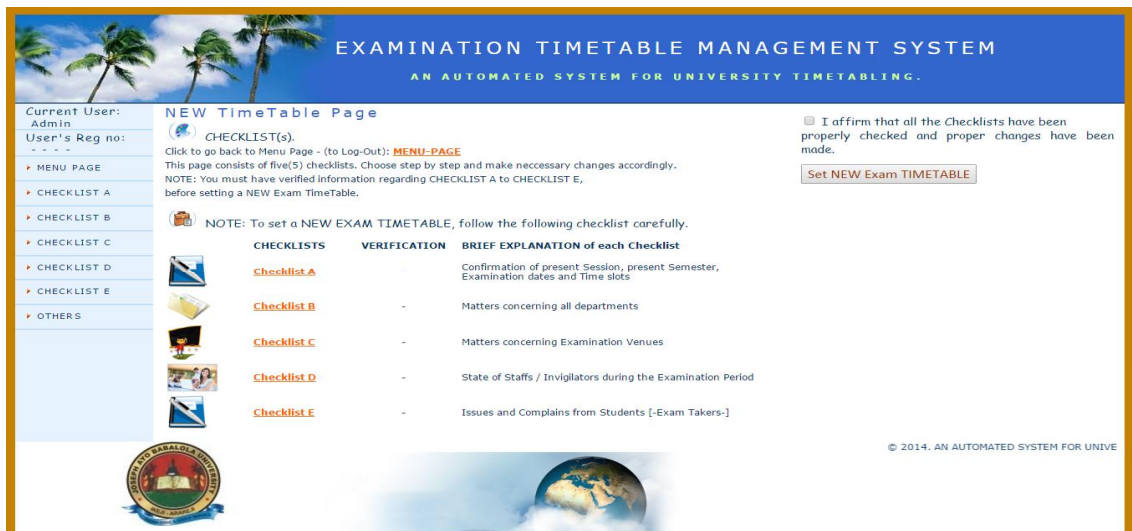 EXAMINATION TIMETABLE MANAGEMENT SYSTEM
AN AUTOMATED SYSTEM FOR UNIVERSITY TIMETABLING.
Current User:
Admin
User's Reg no:
- - - -
MENU PAGE
CHECKLIST A
CHECKLIST B
CHECKLIST C
CHECKLIST D
CHECKLIST E
OTHERS
NEW TimeTable Page
CHECKLIST(s).
Click to go back to Menu Page - (to Log-Out): MENU-PAGE
This page consists of five(5) checklists. Choose step by step and make neccessary changes accordingly.
NOTE: You must have verified information regarding CHECKLIST A to CHECKLIST E,
before setting a NEW Exam TimeTable.
NOTE: To set a NEW EXAM TIMETABLE, follow the following checklist carefully.
CHECKLISTS VERIFICATION BRIEF EXPLANATION of each Checklist
Checklist A Confirmation of present Session, present Semester,
Examination dates and Time slots
Checklist B - Matters concerning all departments
Checklist C - Matters concerning Examination Venues
Checklist D - State of Staffs / Invigilators during the Examination Period
Checklist E - Issues and Complains from Students [-Exam Takers-]
I affirm that all the Checklists have been
properly checked and proper changes have been
made.
Set NEW Exam TIMETABLE
© 2014. AN AUTOMATED SYSTEM FOR UNIVE
JOSEPH AYO BABALOLA UNIVERSITY
IKEJI-ARAKEJI